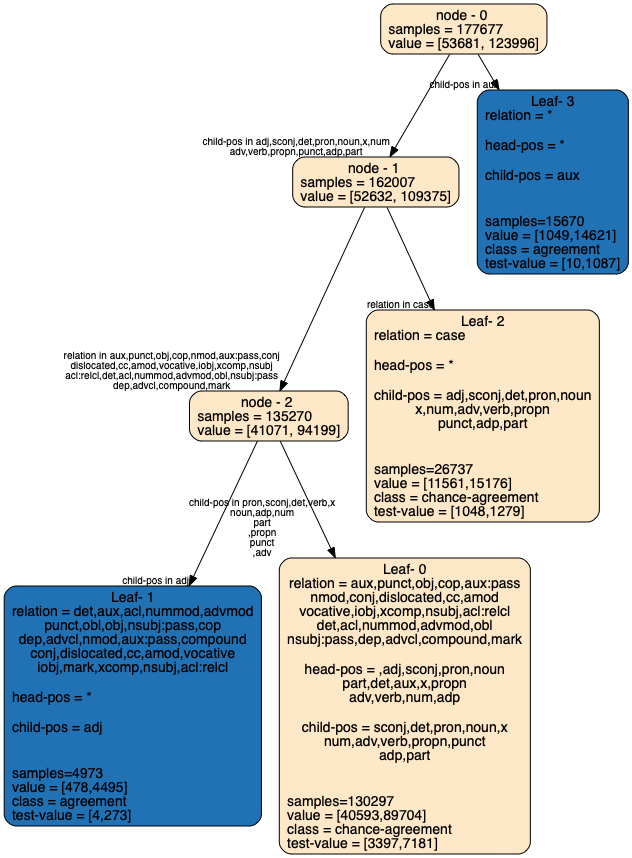 node - 0
samples = 177677
value = [53681, 123996]
child-pos in aux
Leaf- 3
relation = *
head-pos = *
child-pos = aux
samples=15670
value = [1049,14621]
class = agreement
test-value = [10,1087]
child-pos in adj,sconj,det,pron,noun,x,num
adv,verb,propn,punct,adp,part
node - 1
samples = 162007
value = [52632, 109375]
relation in case
Leaf- 2
relation = case
head-pos = *
child-pos = adj,sconj,det,pron,noun
x,num,adv,verb,propn
punct,adp,part
samples=26737
value = [11561,15176]
class = chance-agreement
test-value = [1048,1279]
relation in aux,punct,obj,cop,nmod,aux:pass,conj
dislocated,cc,amod,vocative,iobj,xcomp,nsubj
acl:relcl,det,acl,nummod,advmod,obl,nsubj:pass
dep,advcl,compound,mark
node - 2
samples = 135270
value = [41071, 94199]
child-pos in pron,sconj,det,verb,x
noun,adp,num
part
,propn
punct
,adv
child-pos in adj
Leaf- 1
relation = det,aux,acl,nummod,advmod
punct,obl,obj,nsubj:pass,cop
dep,advcl,nmod,aux:pass,compound
conj,dislocated,cc,amod,vocative
iobj,mark,xcomp,nsubj,acl:relcl
head-pos = *
child-pos = adj
samples=4973
value = [478,4495]
class = agreement
test-value = [4,273]
Leaf- 0
relation = aux,punct,obj,cop,aux:pass
nmod,conj,dislocated,cc,amod
vocative,iobj,xcomp,nsubj,acl:relcl
det,acl,nummod,advmod,obl
nsubj:pass,dep,advcl,compound,mark
head-pos = ,adj,sconj,pron,noun
part,det,aux,x,propn
adv,verb,num,adp
child-pos = sconj,det,pron,noun,x
num,adv,verb,propn,punct
adp,part
samples=130297
value = [40593,89704]
class = chance-agreement
test-value = [3397,7181]